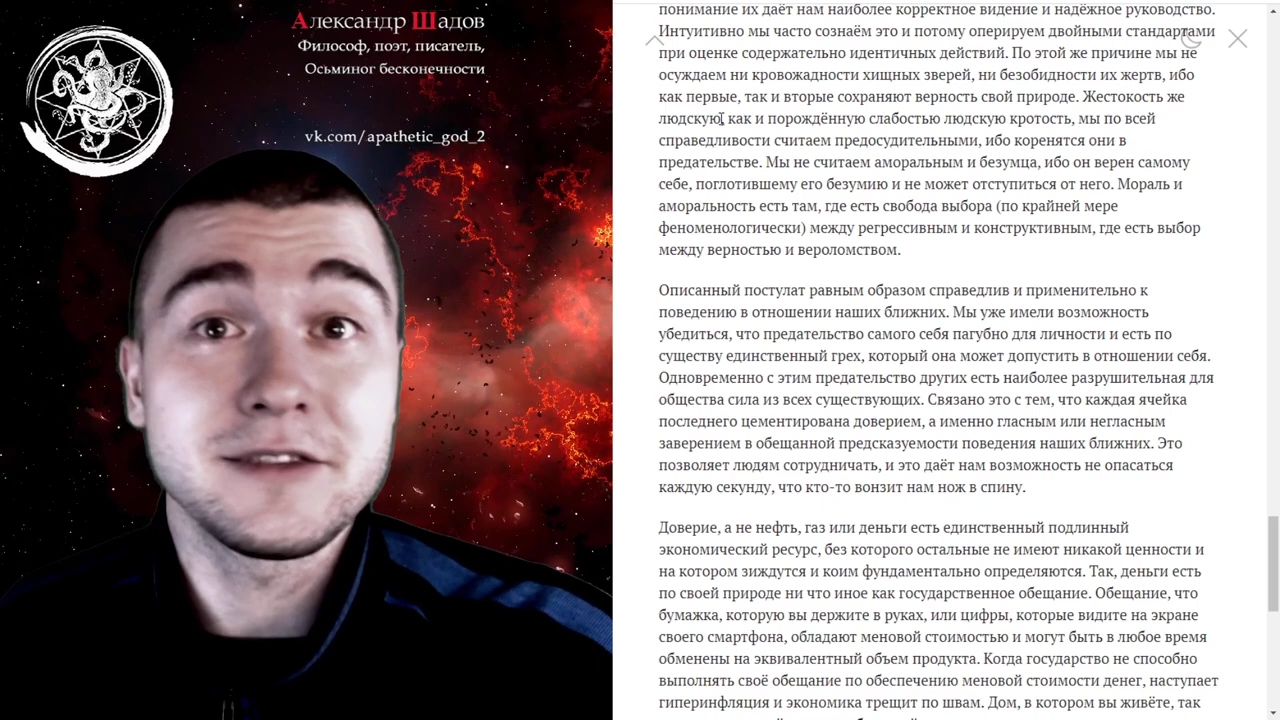 Александр Шадов
Философ, поэт, писатель,
Осьминог бесконечности
vk.com/apathetic_god_2
понимание их даёт нам наиболее корректное видение и надёжное руководство.
Интуитивно мы часто сознаём это и потому оперируем двойными стандартами
при оценке содержательно идентичных действий. По этой же причине мы не
осуждаем ни кровожадности хищных зверей, ни безобидности их жертв, ибо
как первые, так и вторые сохраняют верность свой природе. Жестокость же
людскую, как и порождённую слабостью людскую кротость, мы по всей
справедливости считаем предосудительными, ибо коренятся они в
предательстве. Мы не считаем аморальным и безумца, ибо он верен самому
себе, поглотившему его безумию и не может отступиться от него. Мораль и
аморальность есть там, где есть свобода выбора (по крайней мере
феноменологически) между регрессивным и конструктивным, где есть выбор
между верностью и вероломством.
Описанный постулат равным образом справедлив и применительно к
поведению в отношении наших ближних. Мы уже имели возможность
убедиться, что предательство самого себя пагубно для личности и есть по
существу единственный грех, который она может допустить в отношении себя.
Одновременно с этим предательство других есть наиболее разрушительная для
общества сила из всех существующих. Связано это с тем, что каждая ячейка
последнего цементирована доверием, а именно гласным или негласным
заверением в обещанной предсказуемости поведения наших ближних. Это
позволяет людям сотрудничать, и это даёт нам возможность не опасаться
каждую секунду, что кто-то вонзит нам нож в спину.
Доверие, а не нефть, газ или деньги есть единственный подлинный
экономический ресурс, без которого остальные не имеют никакой ценности и
на котором зиждутся и коим фундаментально определяются. Так, деньги есть
по своей природе ни что иное как государственное обещание. Обещание, что
бумажка, которую вы держите в руках, или цифры, которые видите на экране
своего смартфона, обладают меновой стоимостью и могут быть в любое время
обменены на эквивалентный объем продукта. Когда государство не способно
выполнять своё обещание по обеспечению меновой стоимости денег, наступает
гиперинфляция и экономика трещит по швам. Дом, в котором вы живёте, так